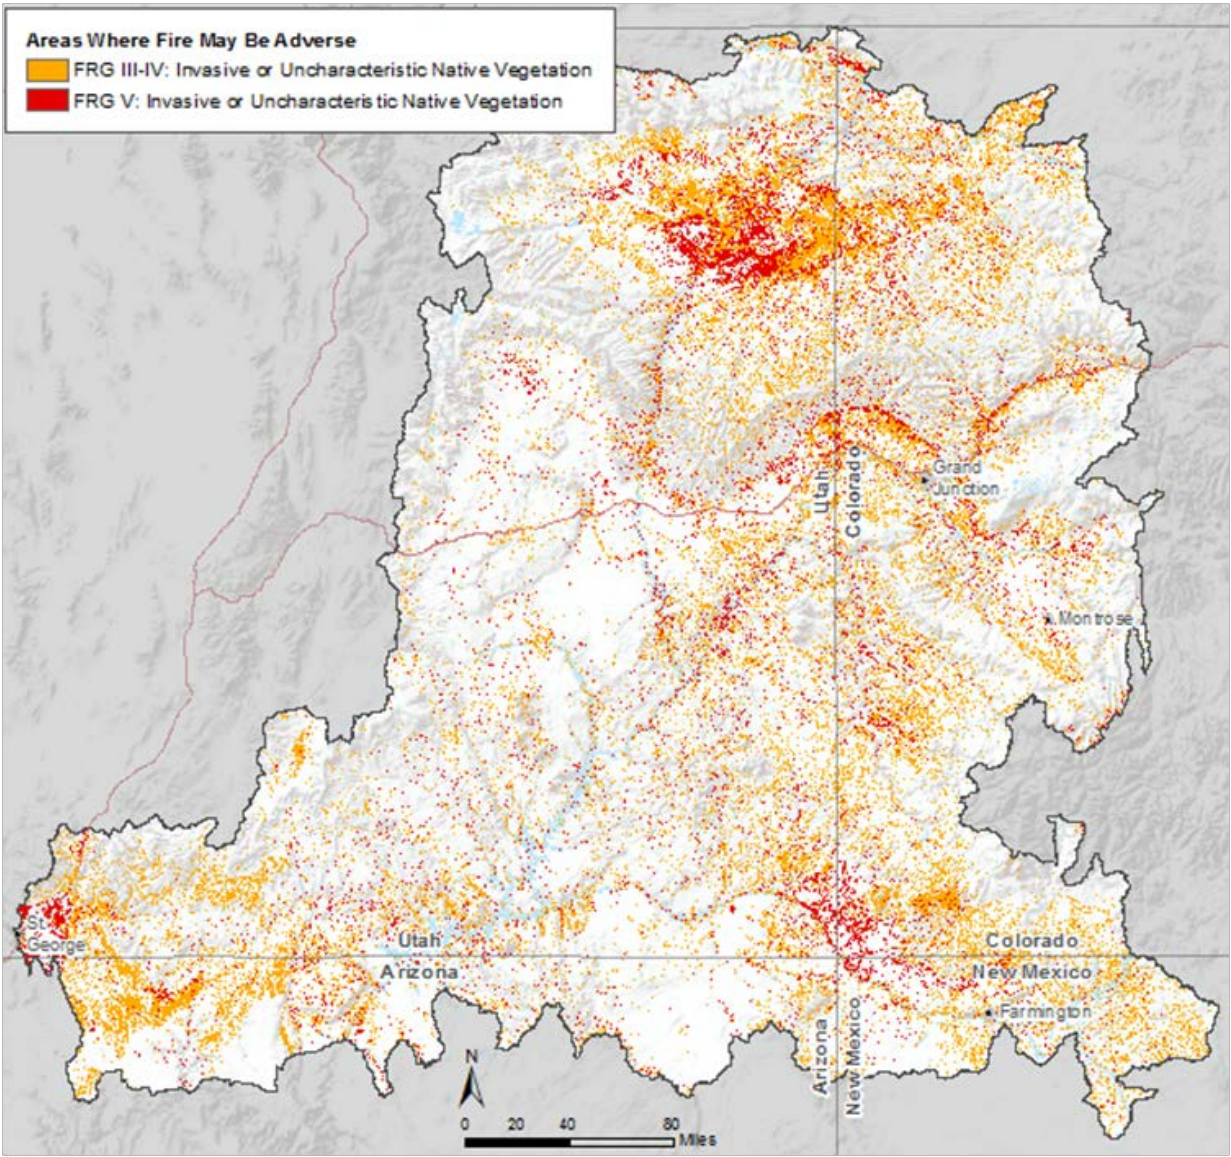 Areas Where Fire May Be Adverse
FRG III-IV: Invasive or Uncharacteristic Native Vegetation
FRG V: Invasive or Uncharacteristic Native Vegetation
Utah
Colorado
Grand
Junction
Montrose
St.
George
Utah
Arizona
Colorado
New Mexico
Farmington
Arizona
New Mexico
N
0 20 40 80
Miles